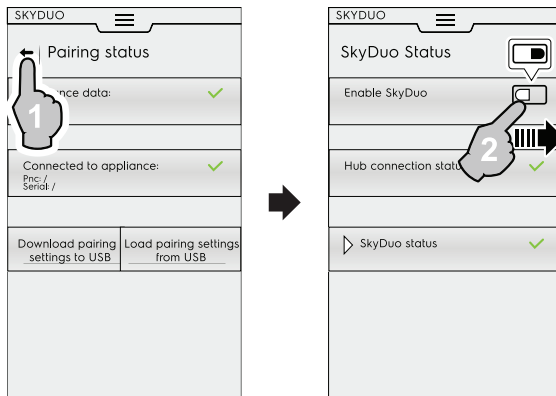 SKYDUO
Pairing status
nce data:
1
Connected to appliance:
Pnc: /
Serial: /
Download pairing
settings to USB
Load pairing settings
from USB
SKYDUO
SkyDuo Status
Enable SkyDuo
2
Hub connection statu
SkyDuo status